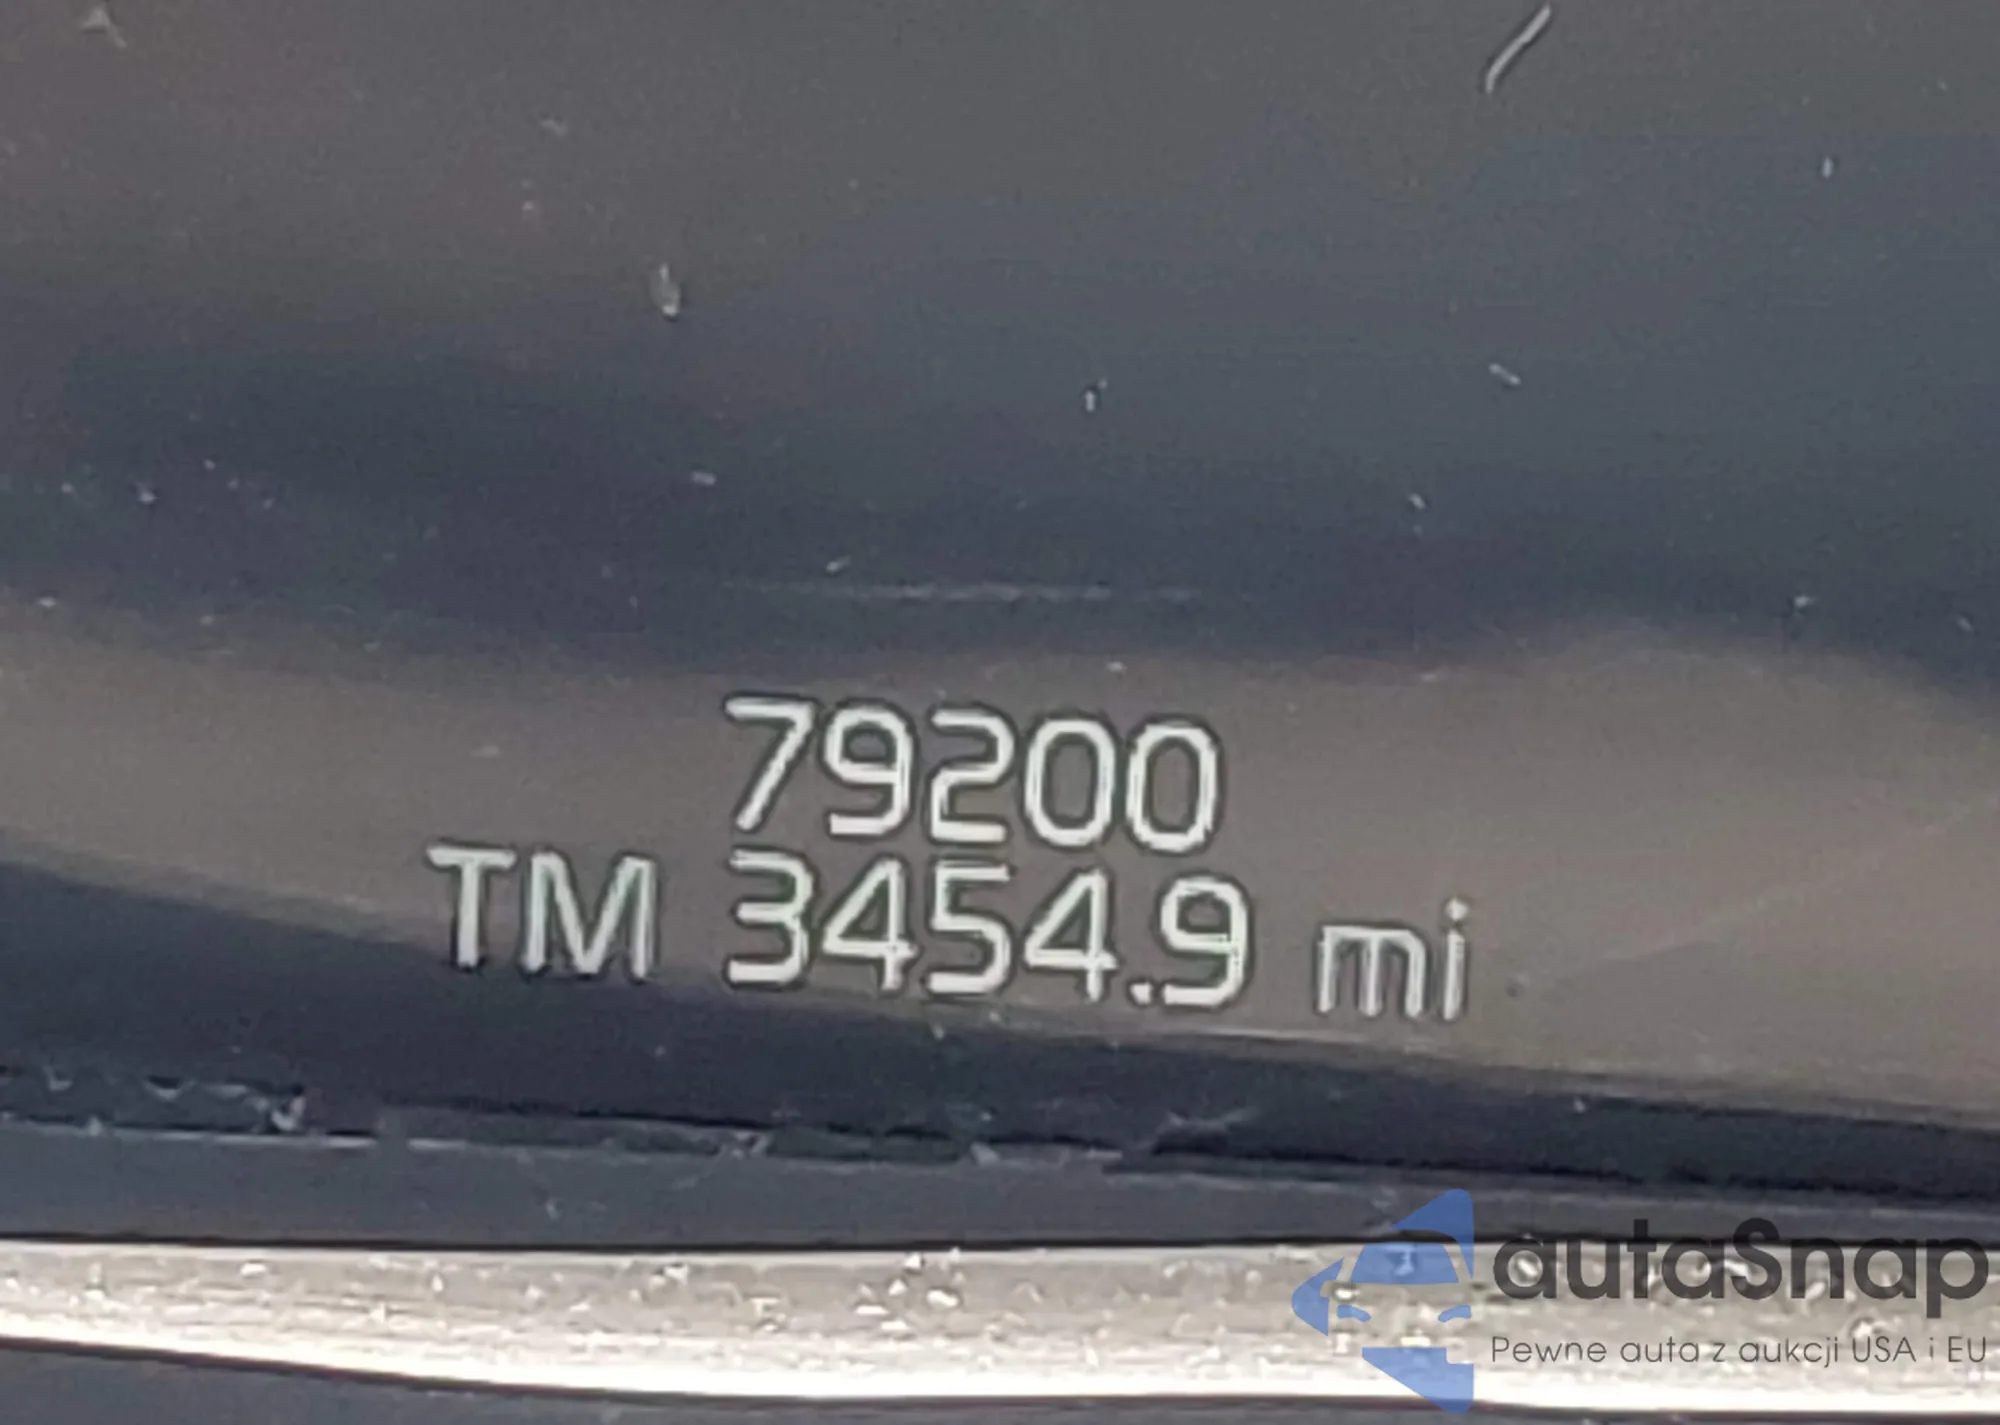 79200
TM 3454.9 mi
autaSnap
Pewne auta z aukcji USA i EU